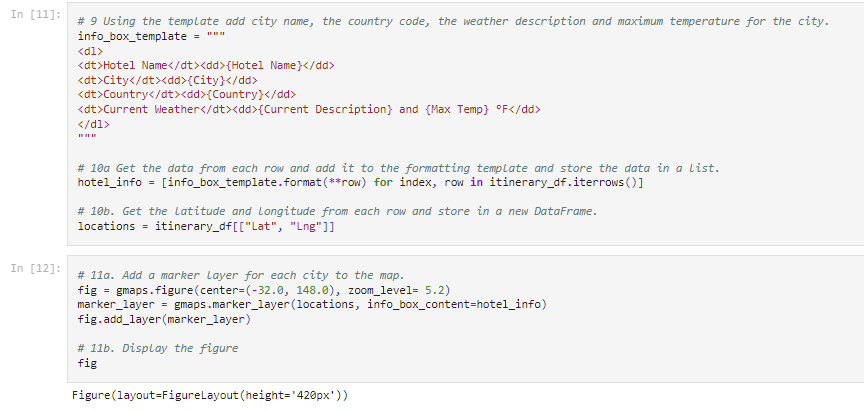 In [11]:
# 9 Using the template add city name, the country code, the weather description and maximum temperature for the city.
info_box_template = """
<dl>
<dt>Hotel Name</dt><dd>{Hotel Name}</dd>
<dt>City</dt><dd>{City}</dd>
<dt>Country</dt><dd>{Country}</dd>
<dt>Current Weather</dt><dd>{Current Description} and {Max Temp} °F</dd>
</dl>
"""
# 10a Get the data from each row and add it to the formatting template and store the data in a list.
hotel_info = [info_box_template.format(**row) for index, row in itinerary_df.iterrows()]
# 10b. Get the latitude and longitude from each row and store in a new DataFrame.
locations = itinerary_df[["Lat", "Lng"]]
In [12]:
# 11a. Add a marker layer for each city to the map.
fig = gmaps.figure(center=(-32.0, 148.0), zoom_level= 5.2)
marker_layer = gmaps.marker_layer(locations, info_box_content=hotel_info)
fig.add_layer(marker_layer)
# 11b. Display the figure
fig
Figure(layout=FigureLayout(height='420px'))